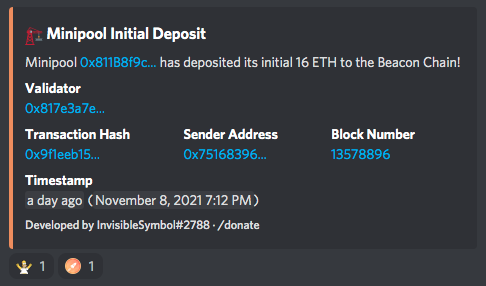 Minipool Initial Deposit
Minipool 0x811B8f9c... has deposited its initial 16 ETH to the Beacon Chain!
Validator
0x817e3a7e...
Transaction Hash Sender Address Block Number
0x9f1eeb15... 0x75168396... 13578896
Timestamp
a day ago (November 8, 2021 7:12 PM)
Developed by InvisibleSymbol#2788 · /donate
1 1